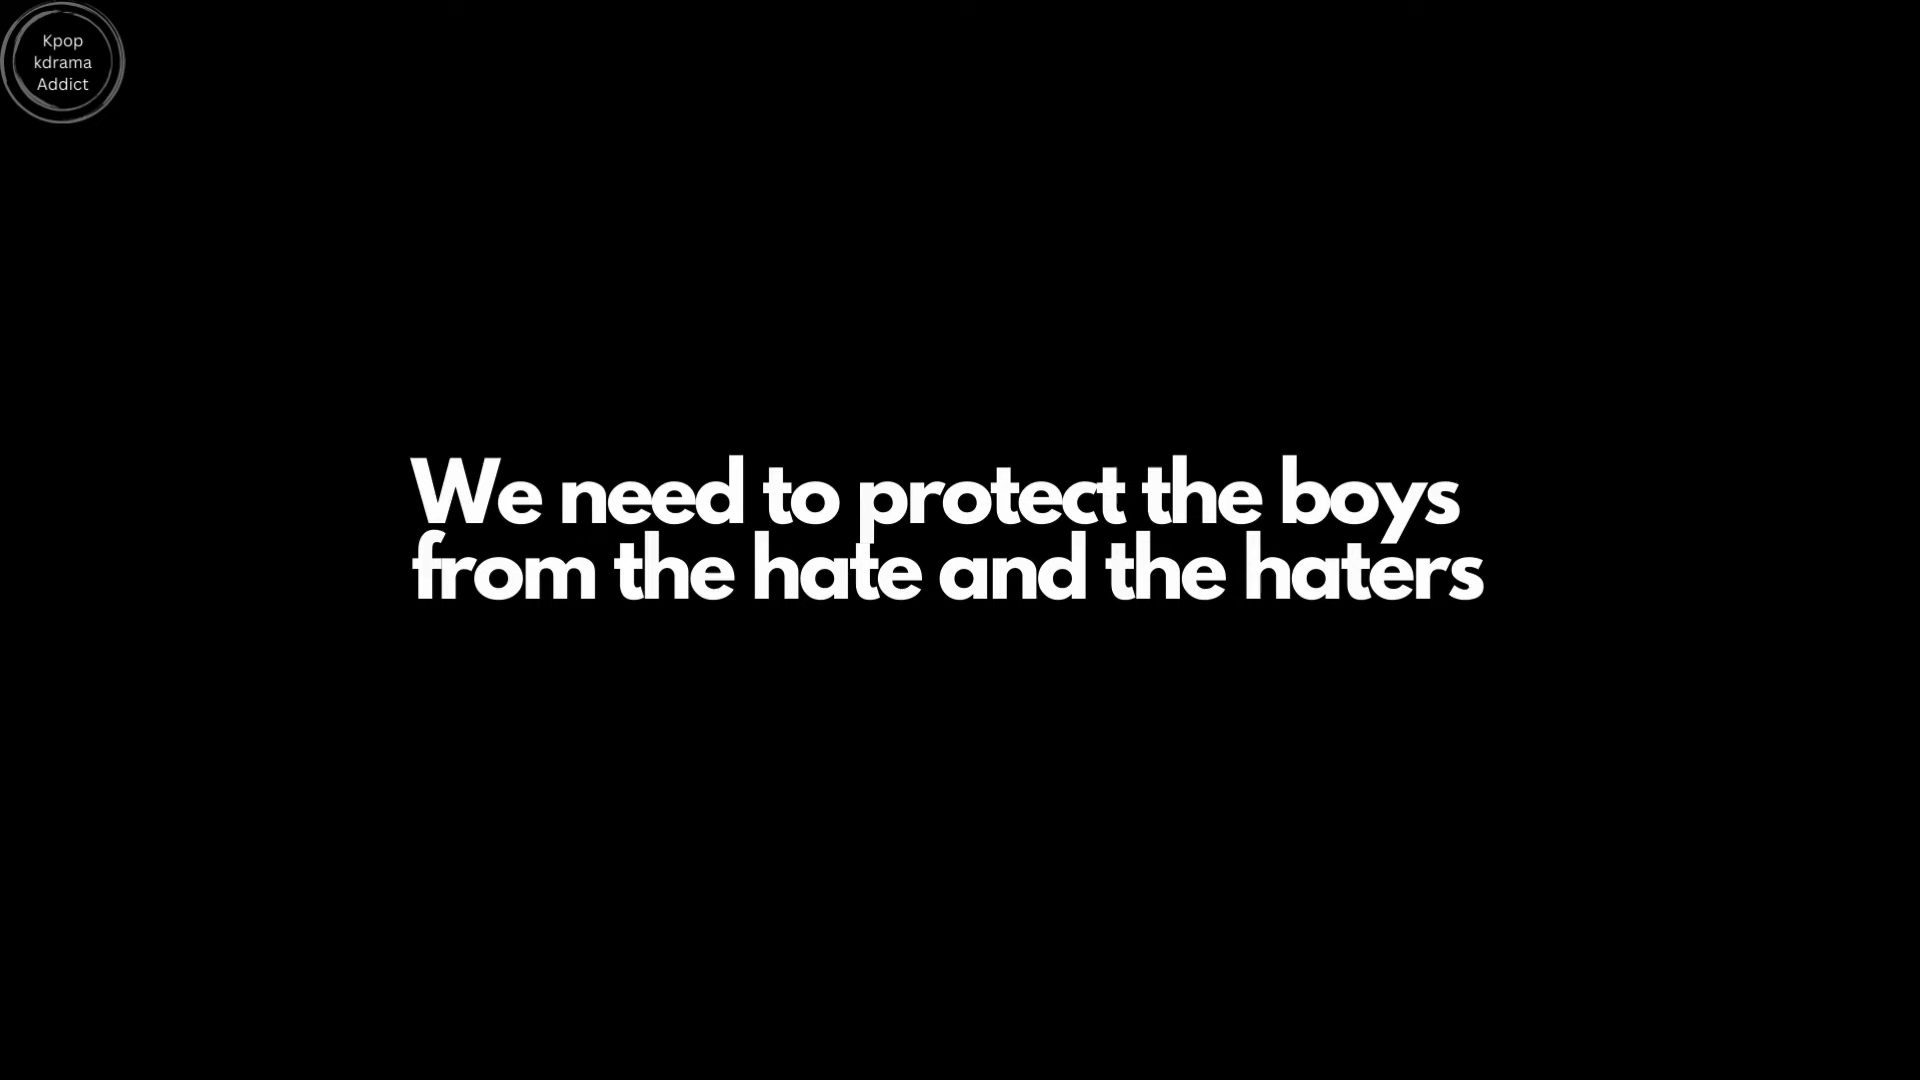 Kpop
kdrama
Addict
We need to protect the boys
from the hate and the haters